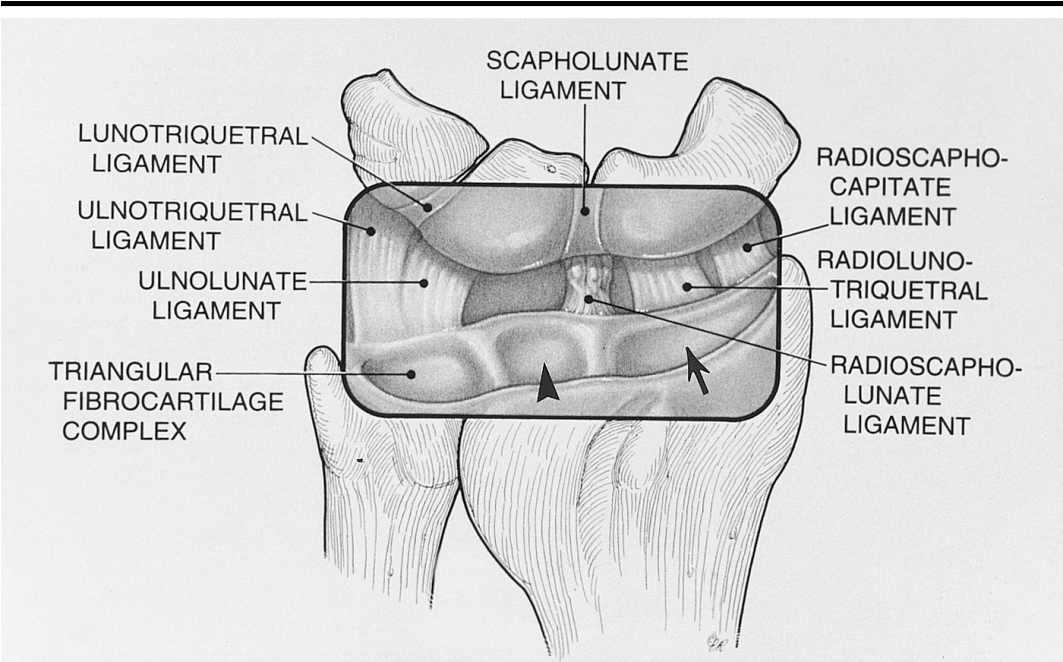 SCAPHOLUNATE
LIGAMENT
LUNOTRIQUETRAL
LIGAMENT
ULNOTRIQUETRAL
LIGAMENT
ULNOLUNATE
LIGAMENT
TRIANGULAR
FIBROCARTILAGE
COMPLEX
RADIOSCAPHO-
CAPITATE
LIGAMENT
RADIOLUNO-
TRIQUETRAL
LIGAMENT
RADIOSCAPHO-
LUNATE
LIGAMENT